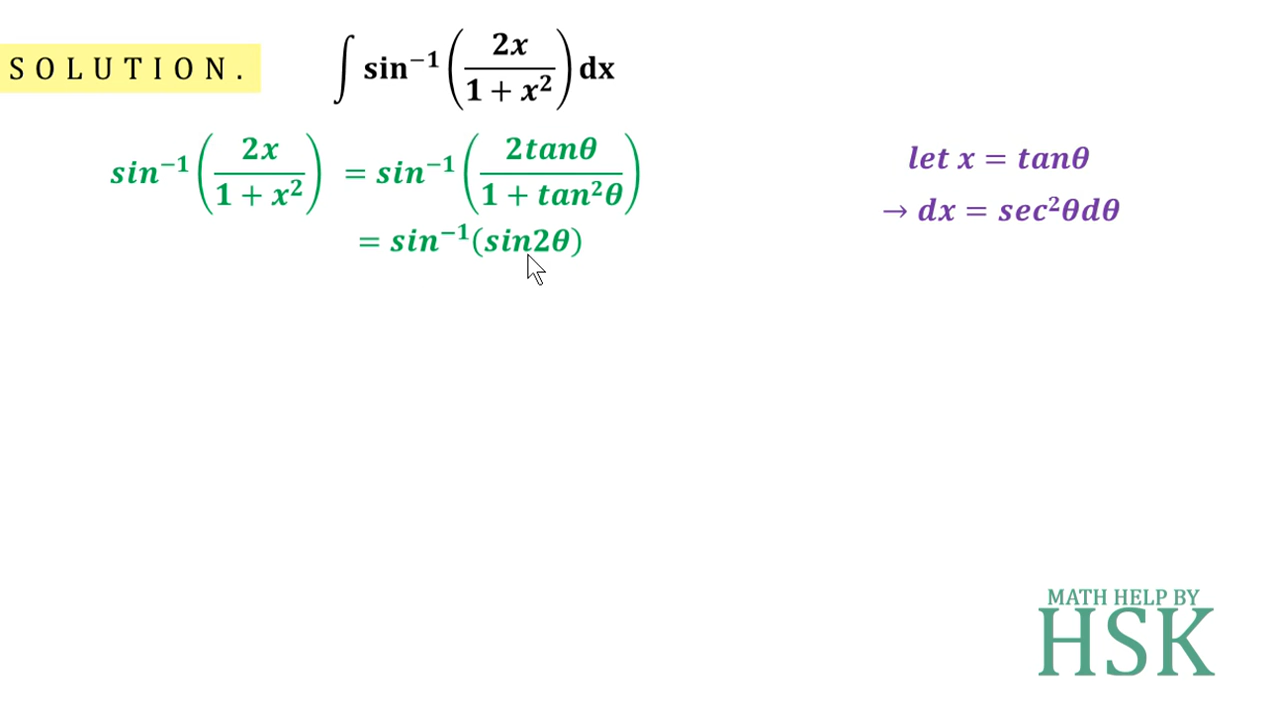 SOLUTION. ∫ sin⁻¹(2x/(1 + x²)) dx
sin⁻¹(2x/(1 + x²)) = sin⁻¹(2tanθ/(1 + tan²θ))
= sin⁻¹(sin2θ)
let x = tanθ
→ dx = sec²θdθ
MATH HELP BY
HSK